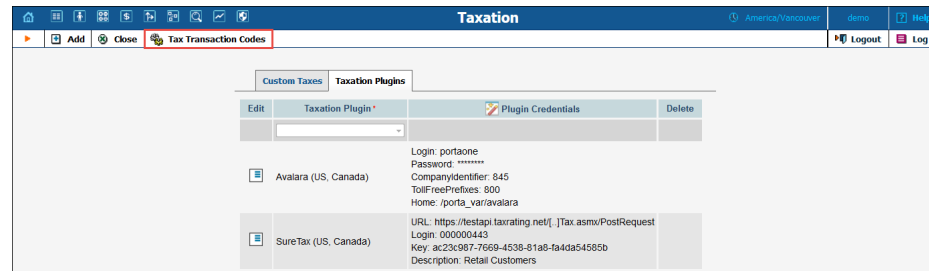 Taxation
America/Vancouver
demo
? Help
Add
Close
Tax Transaction Codes
Logout
Log
Custom Taxes
Taxation Plugins
Edit
Taxation Plugin *
Plugin Credentials
Delete
Avalara (US, Canada)
Login: portaone
Password: ********
CompanyIdentifier: 845
TollFreePrefixes: 800
Home: /porta_var/avalara
SureTax (US, Canada)
URL: https://testapi.taxrating.net/[..]Tax.asmx/PostRequest
Login: 000000443
Key: ac23c987-7669-4538-81a8-fa4da54585b
Description: Retail Customers